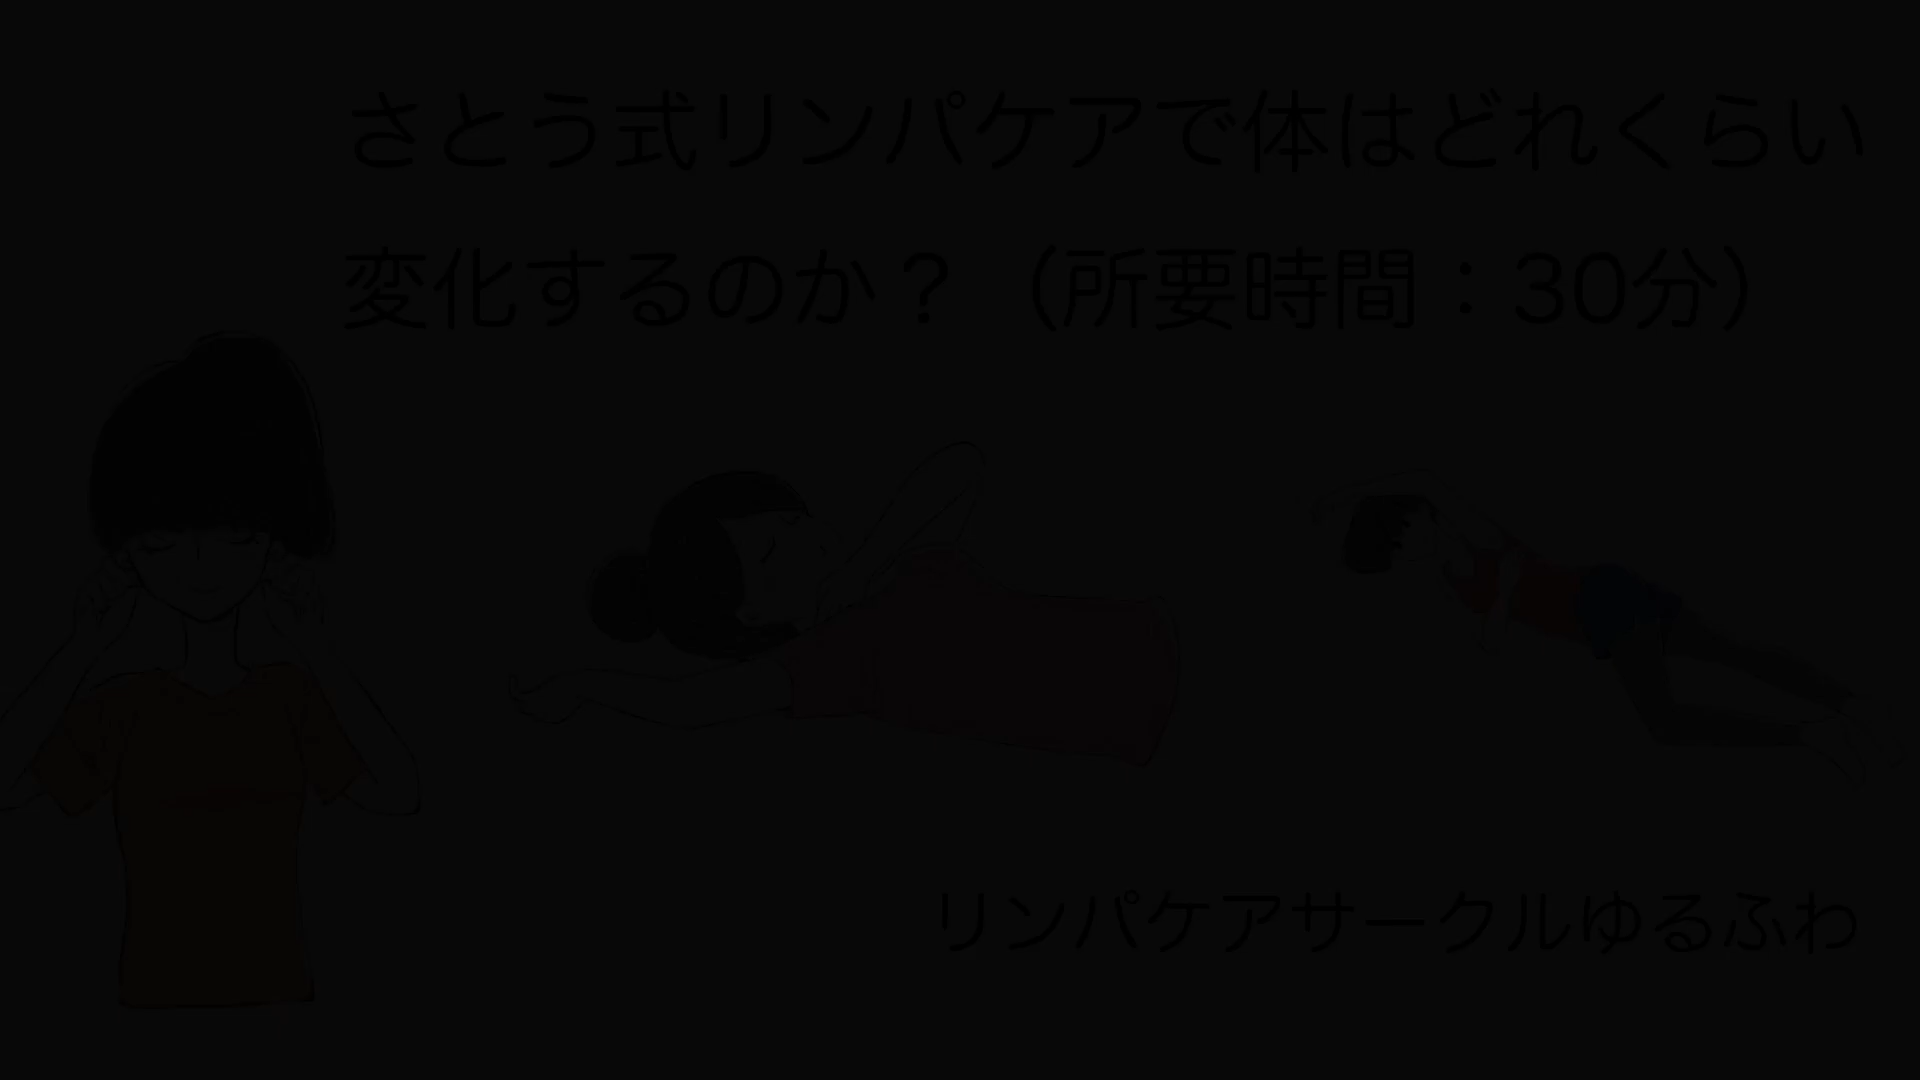 さとう式リンパケアで体はどれくらい
変化するのか？（所要時間：30分）
リンパケアサークルゆるふわ